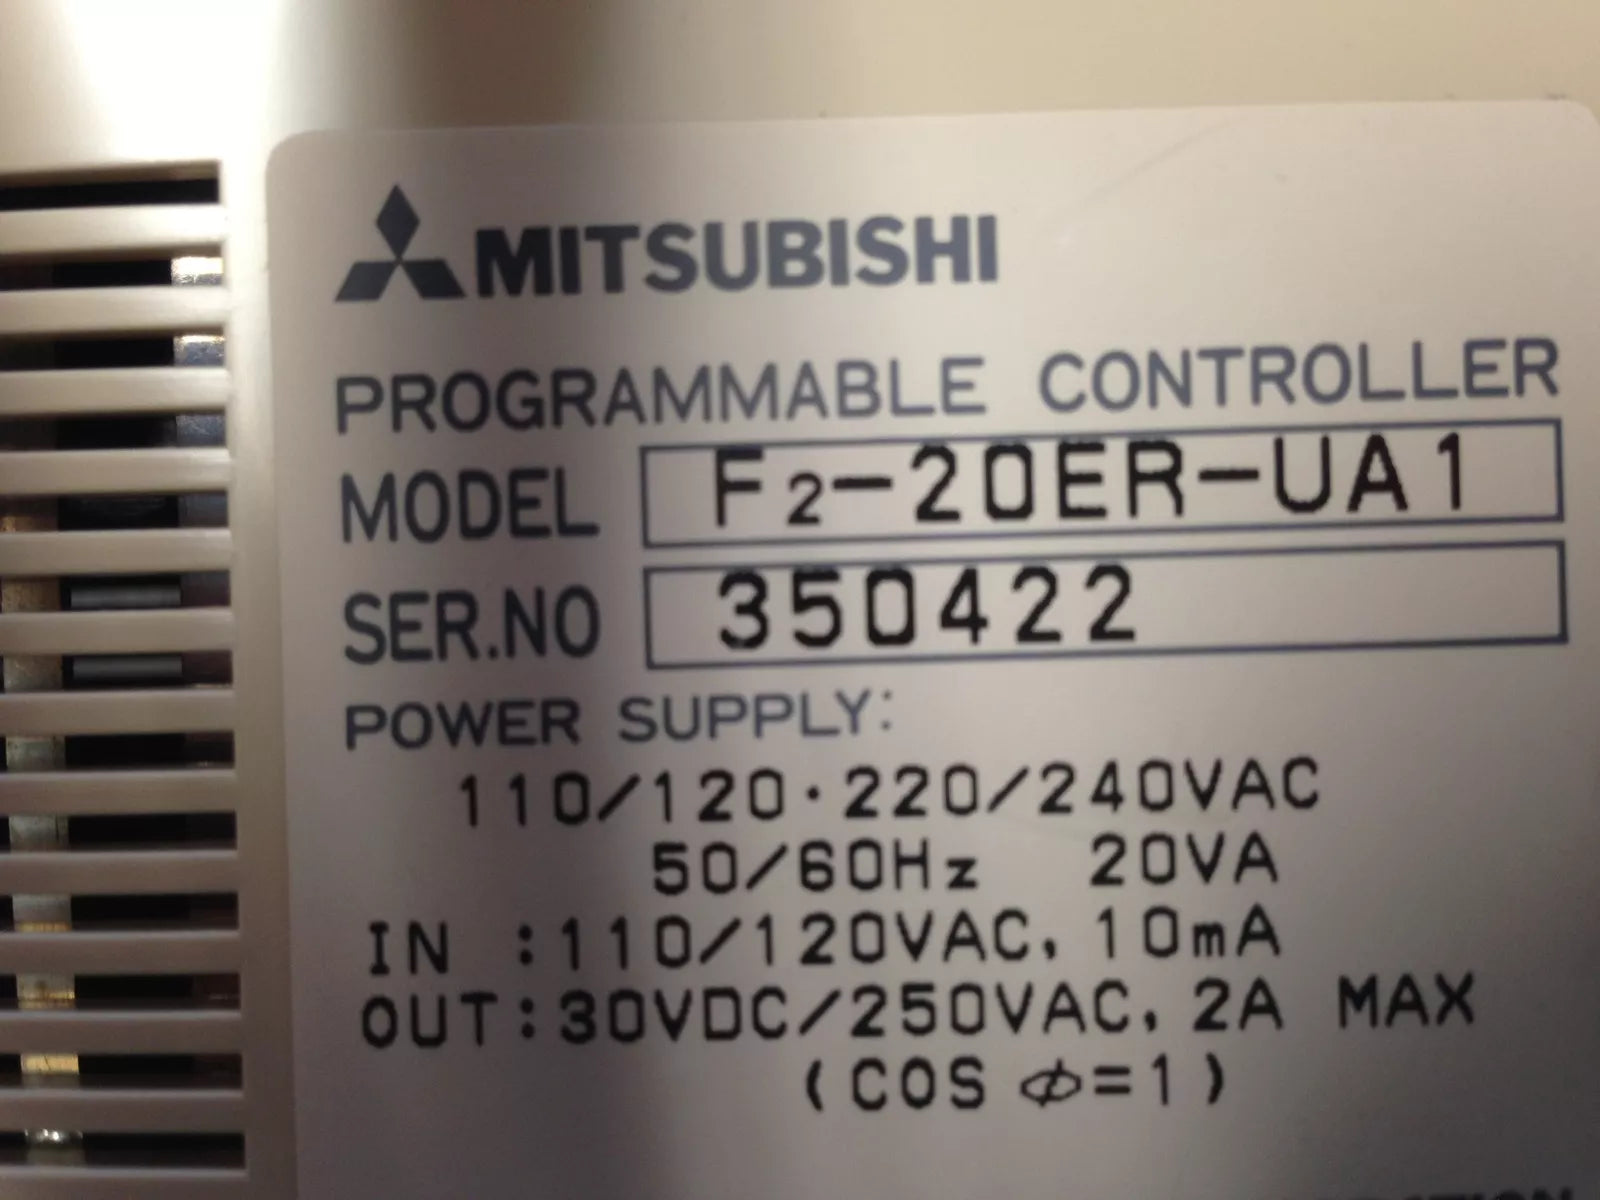 MITSUBISHI
PROGRAMMABLE CONTROLLER
MODEL F2-20ER-UA1
SER.NO 350422
POWER SUPPLY:
110/120・220/240VAC
50/60Hz 20VA
IN :110/120VAC, 10mA
OUT:30VDC/250VAC, 2A MAX
(COS ϕ=1)